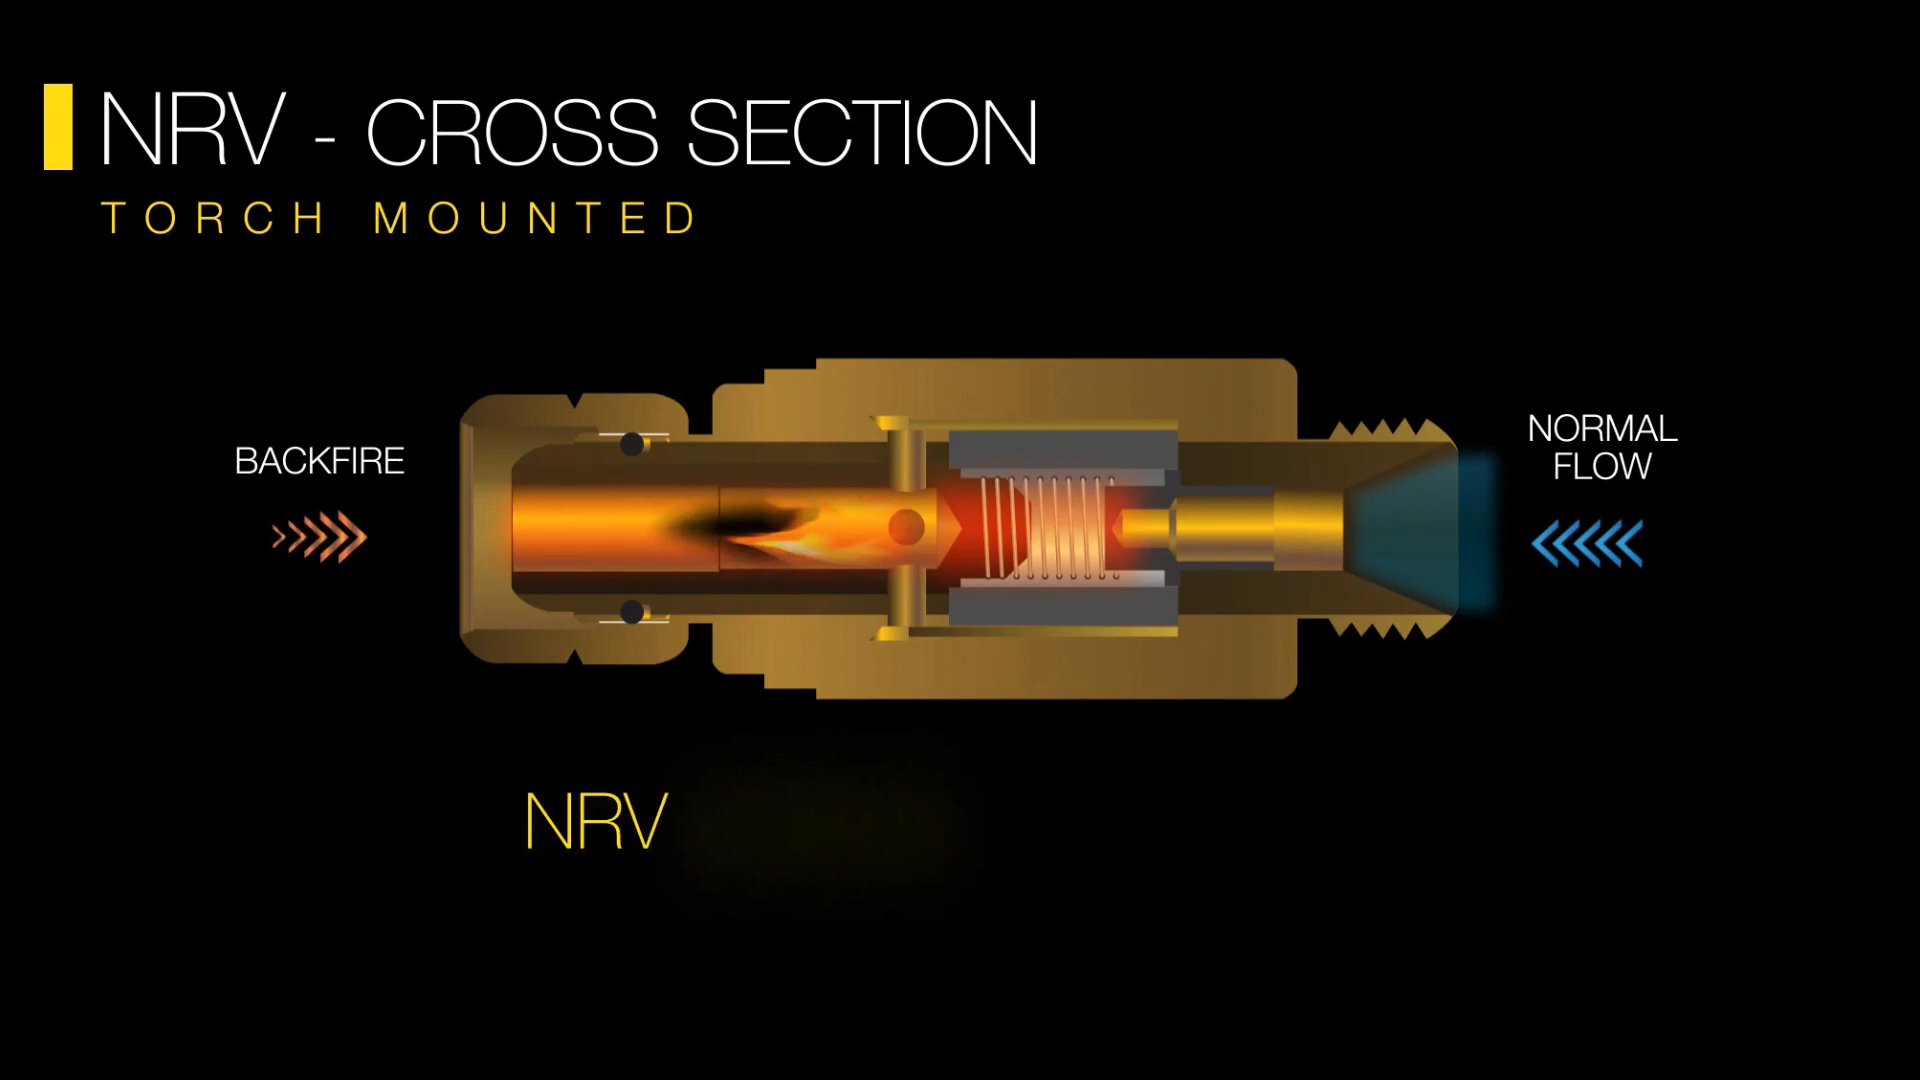 NRV - CROSS SECTION
TORCH MOUNTED
BACKFIRE
NORMAL
FLOW
NRV